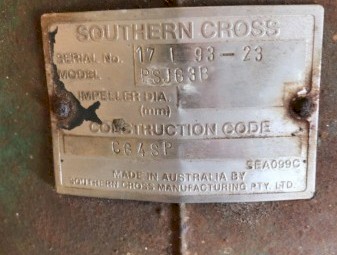 SOUTHERN CROSS
SERIAL No. 17 1 93-23
MODEL
IMPELLER DIA.
(mm)
CONSTRUCTION CODE
SEA099C
MADE IN AUSTRALIA BY
SOUTHERN CROSS MANUFACTURING PTY. LTD.